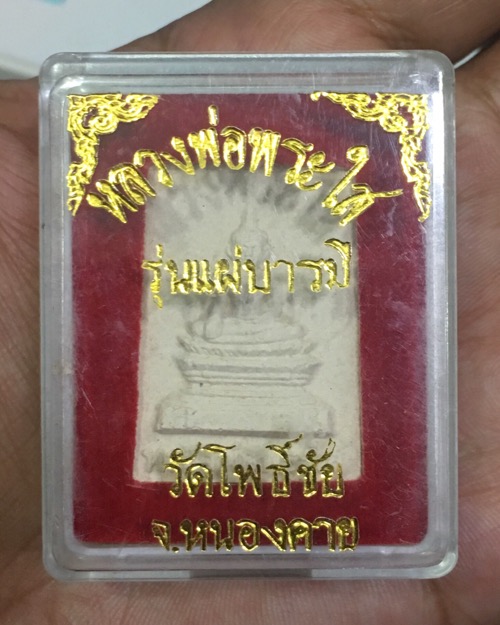 หลวงพ่อพระใส
รุ่นแผ่บารมี
วัดโพธิ์ชัย
จ.หนองคาย